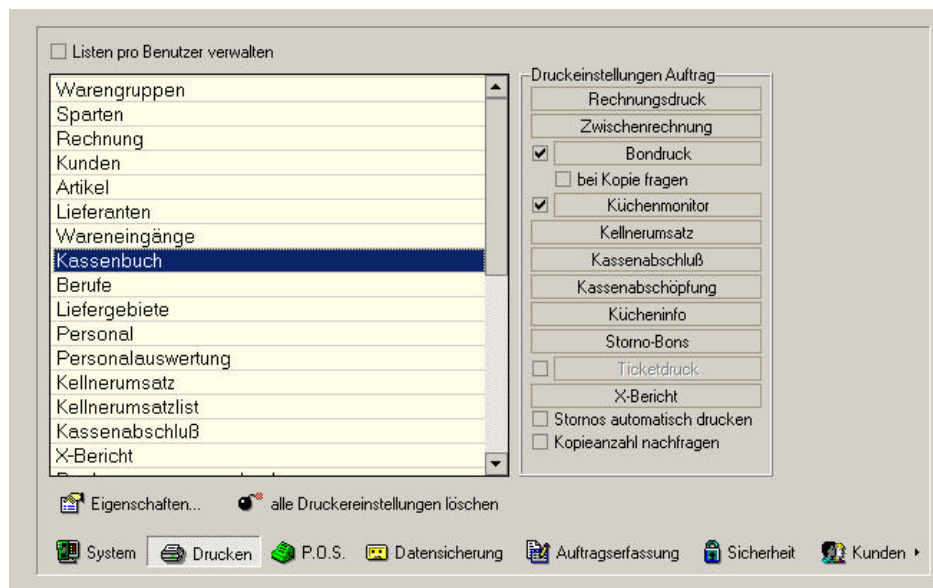 Listen pro Benutzer verwalten
Warengruppen
Sparten
Rechnung
Kunden
Artikel
Lieferanten
Wareneingänge
Kassenbuch
Berufe
Liefergebiete
Personal
Personalauswertung
Kellnerumsatz
Kellnerumsatzlist
Kassenabschluß
X-Bericht
Druckeinstellungen Auftrag
Rechnungsdruck
Zwischenrechnung
Bondruck
bei Kopie fragen
Küchenmonitor
Kellnerumsatz
Kassenabschluß
Kassenabschöpfung
Kücheninfo
Storno-Bons
Ticketdruck
X-Bericht
Stornos automatisch drucken
Kopieanzahl nachfragen
Eigenschaften... alle Druckereinstellungen löschen
System Drucken P.O.S. Datensicherung Auftragserfassung Sicherheit Kunden